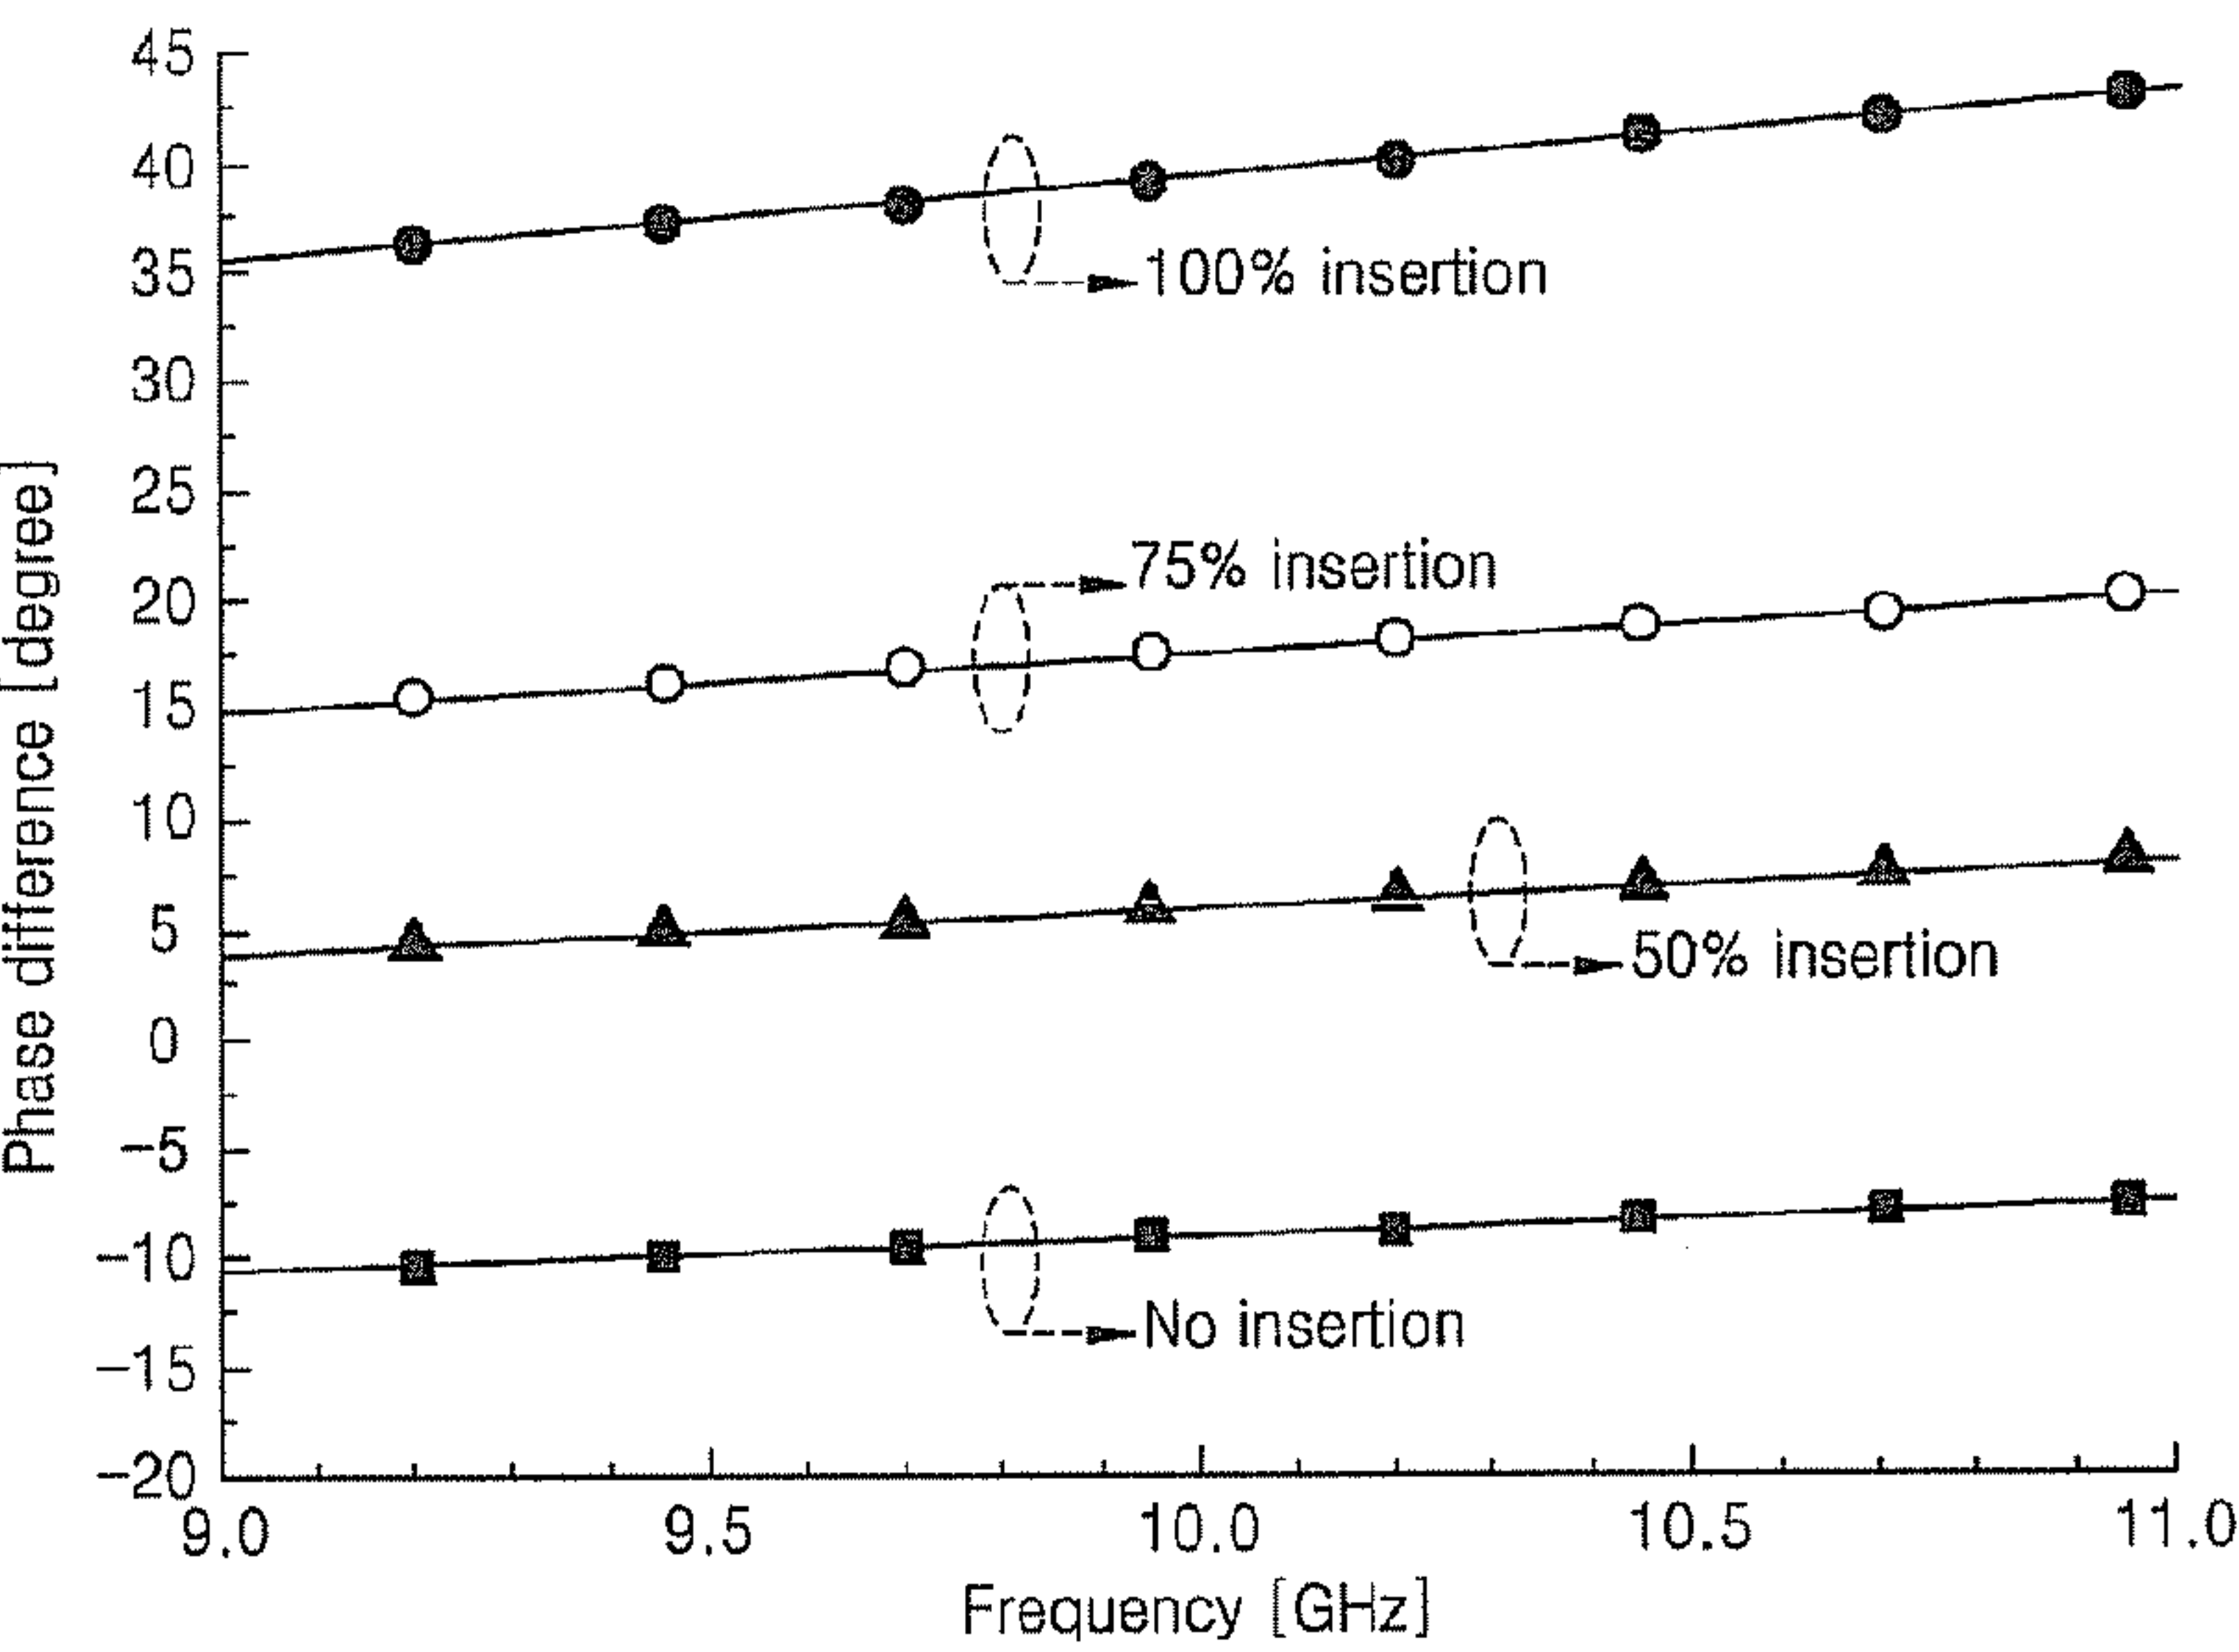 45
40
35
30
25
20
15
10
5
0
-5
-10
-15
-20
Phase difference [degree]
100% insertion
75% insertion
50% insertion
No insertion
9.0 9.5 10.0 10.5 11.0
Frequency [GHz]